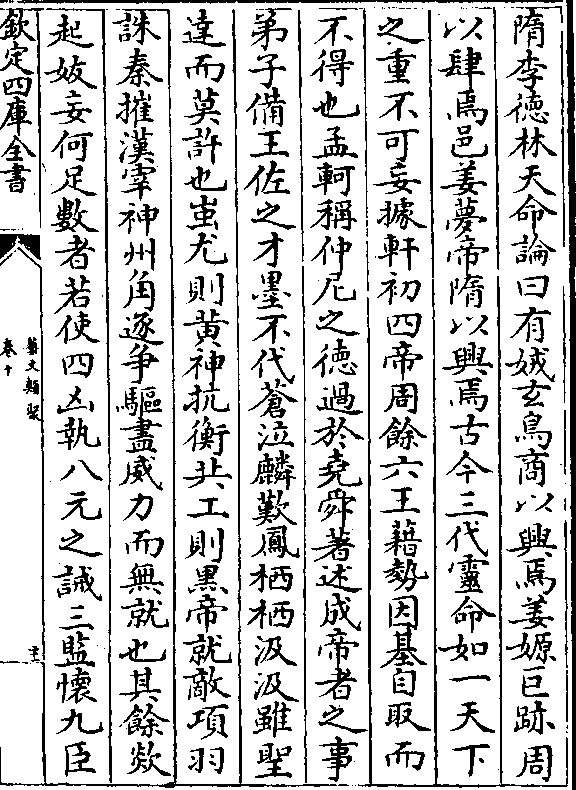 隋李德林天命論曰有娀玄鳥商以興焉姜嫄巨跡周
以肆焉邑姜夢帝隋以興焉古今三代靈命如一天下
之重不可妄據軒初四帝周餘六王藉勢因基自取而
不得也孟軻稱仲尼之德過於堯舜著述成帝者之事
弟子備王佐之才墨不代蒼泣麟歎鳳栖栖汲汲雖聖
達而莫許也蚩尤則黃神抗衡共工則黑帝就敵項羽
誅秦摧漢宰神州角逐爭驅盡威力而無就也其餘欻
起妖妄何足數者若使四凶執八元之誡三監懷九臣
欽定四庫全書
藝文類聚
卷十